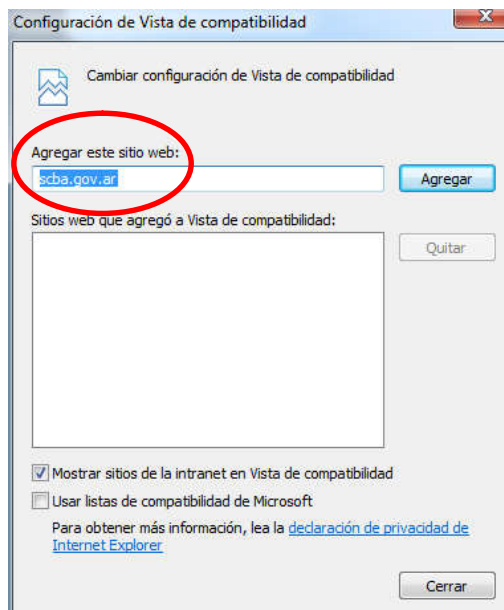 Configuración de Vista de compatibilidad
Cambiar configuración de Vista de compatibilidad
Agregar este sitio web:
scba.gov.ar
Agregar
Sitios web que agregó a Vista de compatibilidad:
Quitar
Mostrar sitios de la intranet en Vista de compatibilidad
Usar listas de compatibilidad de Microsoft
Para obtener más información, lea la declaración de privacidad de
Internet Explorer
Cerrar